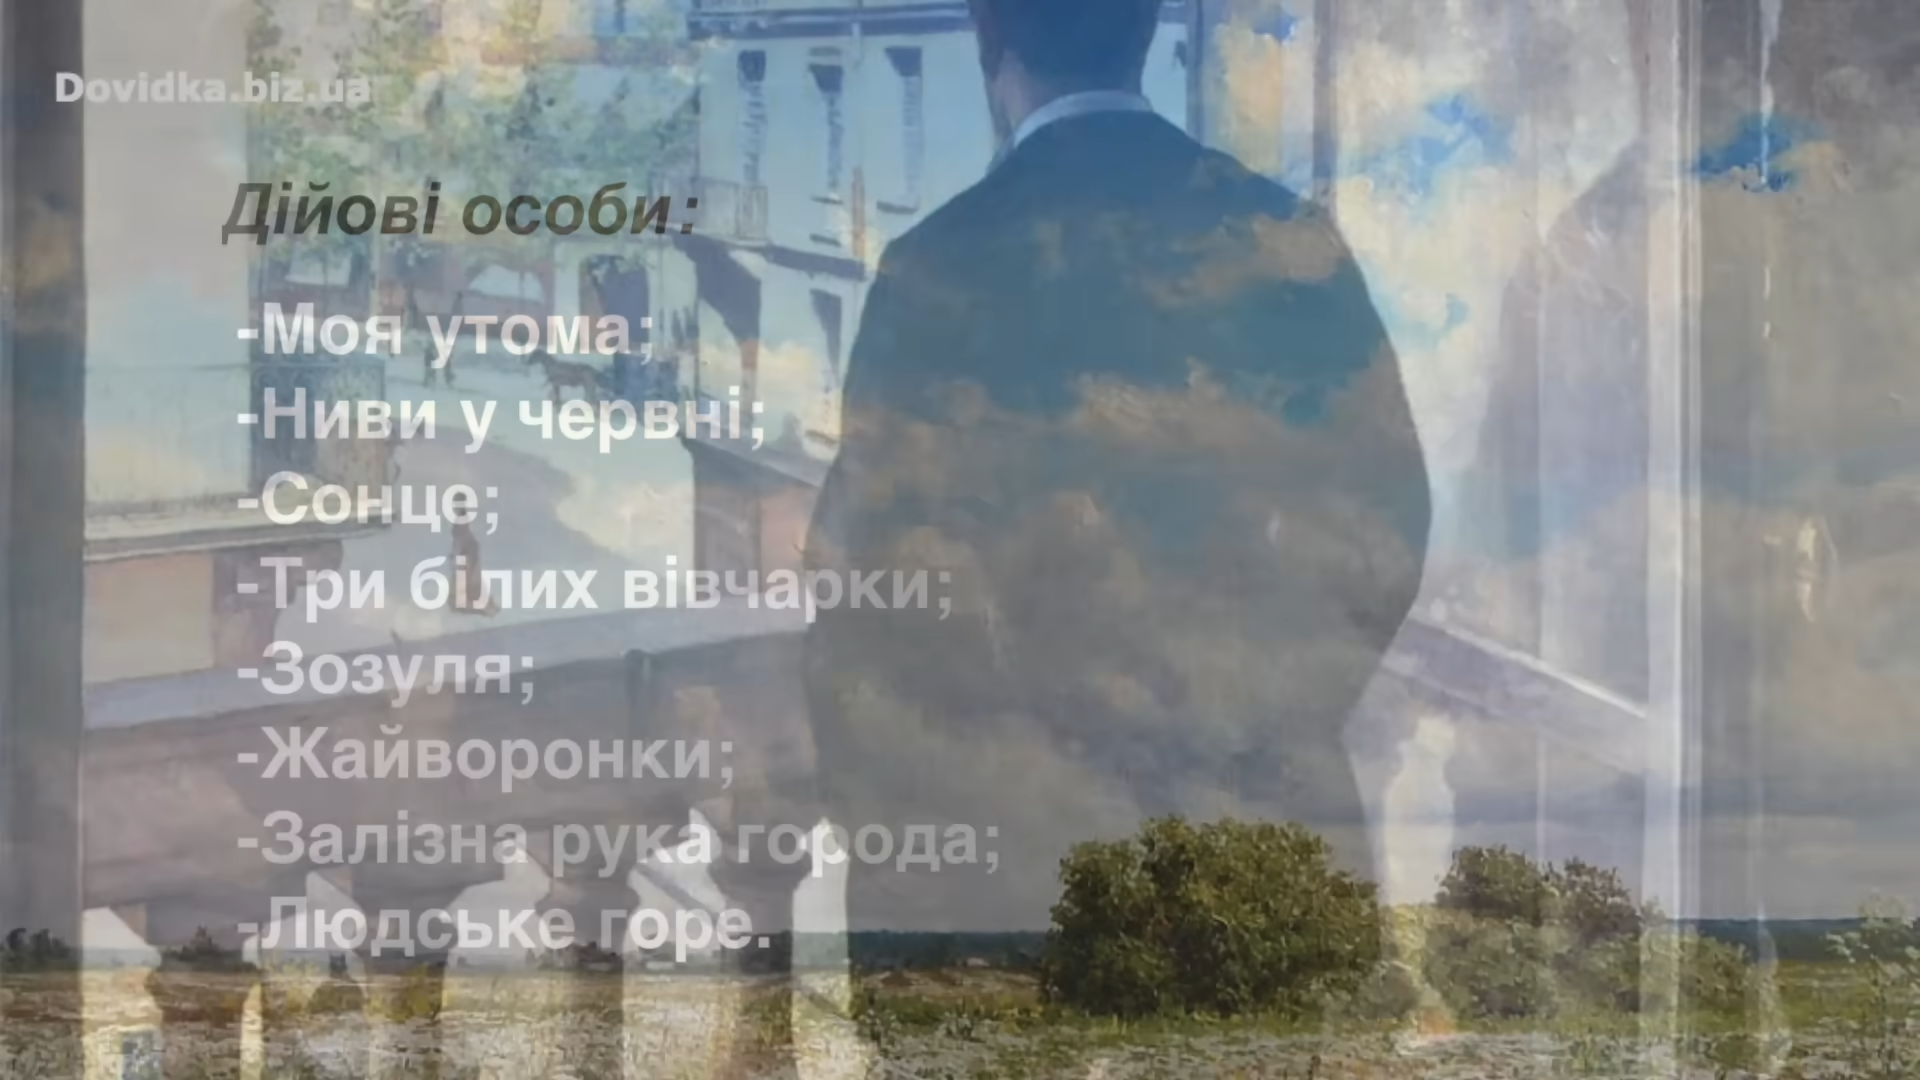 Dovidka.biz.ua
Дійові особи:
-Моя утома;
-Ниви у червні;
-Сонце;
-Три білих вівчарки;
-Зозуля;
-Жайворонки;
-Залізна рука города;
-Людське горе.